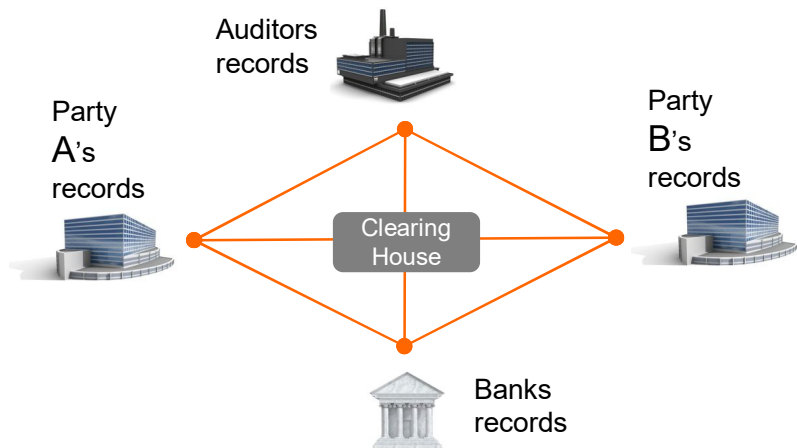 Auditors
records
Party
A's
records
Party
B's
records
Clearing
House
Banks
records